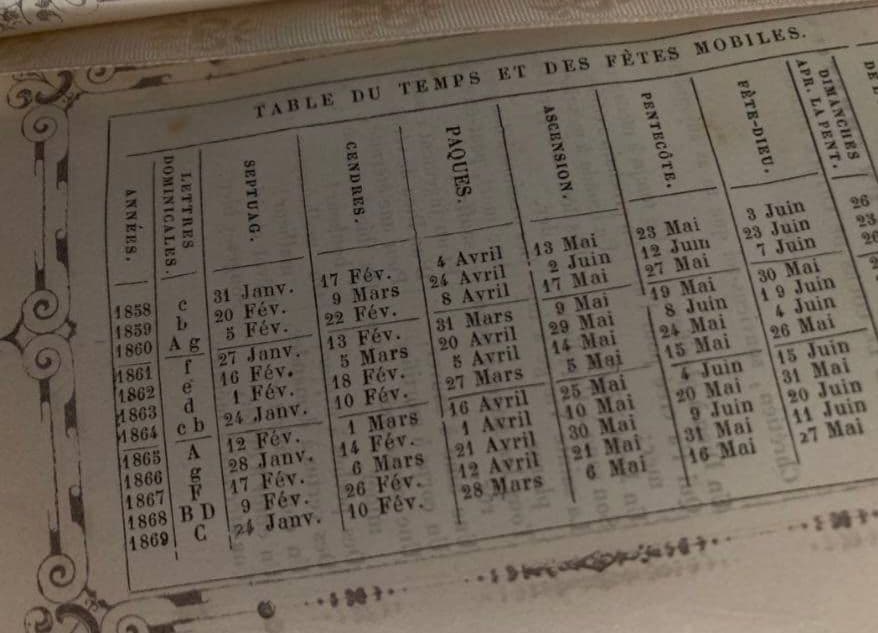 TABLE DU TEMPS ET DES FÊTES MOBILES.
ANNÉES. LETTRES DOMINICALES. SEPTUAG. CENDRES. PAQUES. ASCENSION. PENTECÔTE. FÊTE-DIEU. DIMANCHES APR. LA PENT.
1858 c 31 Janv. 17 Fév. 4 Avril 13 Mai 23 Mai 3 Juin 26
1859 b 20 Fév. 9 Mars 24 Avril 2 Juin 12 Juin 23 Juin 23
1860 A g 5 Fév. 22 Fév. 8 Avril 17 Mai 27 Mai 7 Juin 26
1861 f 27 Janv. 13 Fév. 31 Mars 9 Mai 19 Mai 30 Mai
1862 e 16 Fév. 5 Mars 20 Avril 29 Mai 8 Juin 19 Juin
1863 d 1 Fév. 18 Fév. 5 Avril 14 Mai 24 Mai 4 Juin
1864 c b 24 Janv. 10 Fév. 27 Mars 5 Mai 15 Mai 26 Mai
1865 A 12 Fév. 1 Mars 16 Avril 25 Mai 4 Juin 15 Juin
1866 g 28 Janv. 14 Fév. 1 Avril 10 Mai 20 Mai 31 Mai
1867 F 17 Fév. 6 Mars 21 Avril 30 Mai 9 Juin 20 Juin
1868 B D 9 Fév. 26 Fév. 12 Avril 21 Mai 31 Mai 11 Juin
1869 C 24 Janv. 10 Fév. 28 Mars 6 Mai 16 Mai 27 Mai